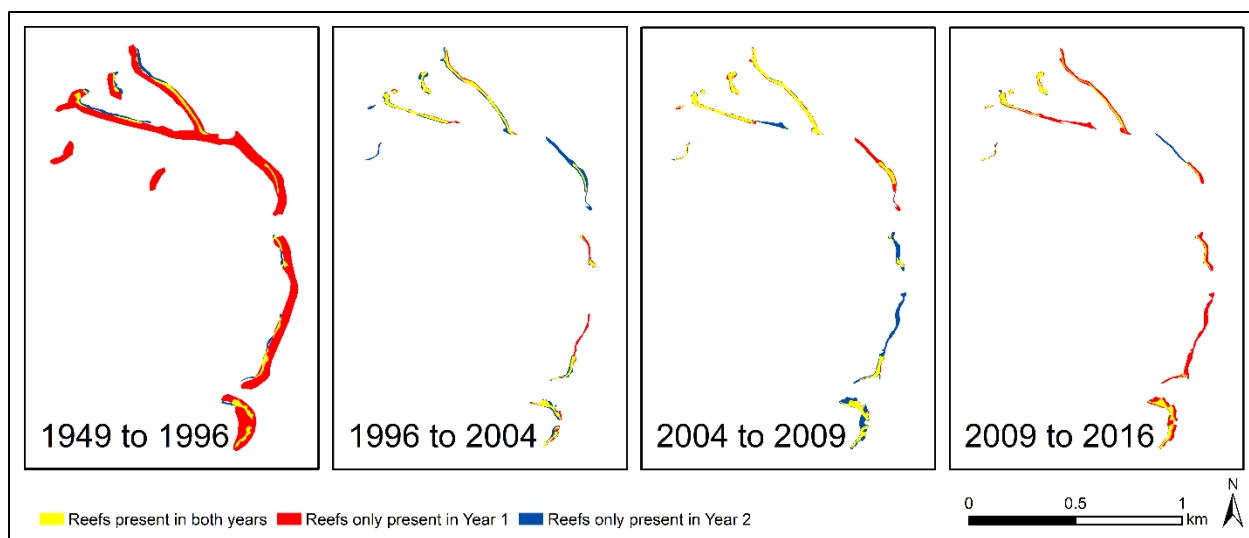 1949 to 1996
1996 to 2004
2004 to 2009
2009 to 2016
Reefs present in both years
Reefs only present in Year 1
Reefs only present in Year 2
0 0.5 1
km
N